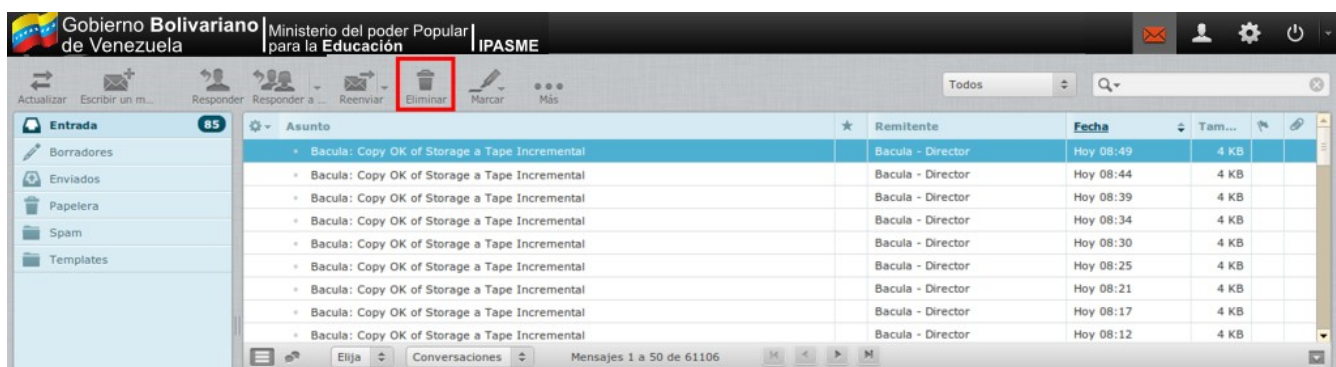 Gobierno Bolivariano
de Venezuela
Ministerio del poder Popular
para la Educación
IPASME
Actualizar Escribir un m... Responder Responder a ... Reenviar Eliminar Marcar Más
Todos
Entrada 85
Borradores
Enviados
Papelera
Spam
Templates
Asunto Remitente Fecha Tam...
Bacula: Copy OK of Storage a Tape Incremental Bacula - Director Hoy 08:49 4 KB
Bacula: Copy OK of Storage a Tape Incremental Bacula - Director Hoy 08:44 4 KB
Bacula: Copy OK of Storage a Tape Incremental Bacula - Director Hoy 08:39 4 KB
Bacula: Copy OK of Storage a Tape Incremental Bacula - Director Hoy 08:34 4 KB
Bacula: Copy OK of Storage a Tape Incremental Bacula - Director Hoy 08:30 4 KB
Bacula: Copy OK of Storage a Tape Incremental Bacula - Director Hoy 08:25 4 KB
Bacula: Copy OK of Storage a Tape Incremental Bacula - Director Hoy 08:21 4 KB
Bacula: Copy OK of Storage a Tape Incremental Bacula - Director Hoy 08:17 4 KB
Bacula: Copy OK of Storage a Tape Incremental Bacula - Director Hoy 08:12 4 KB
Elija Conversaciones Mensajes 1 a 50 de 61106